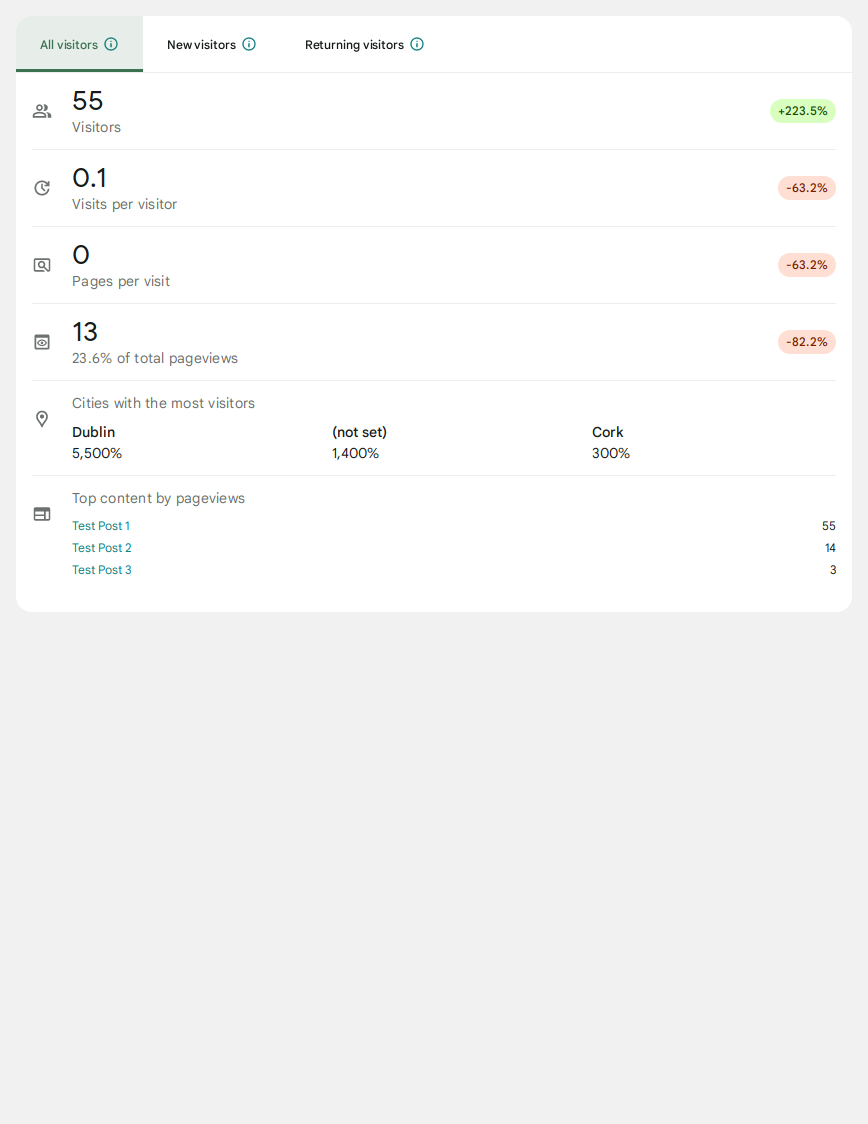 All visitors
New visitors
Returning visitors
55
Visitors
+223.5%
0.1
Visits per visitor
-63.2%
0
Pages per visit
-63.2%
13
23.6% of total pageviews
-82.2%
Cities with the most visitors
Dublin (not set) Cork
5,500% 1,400% 300%
Top content by pageviews
Test Post 1 55
Test Post 2 14
Test Post 3 3